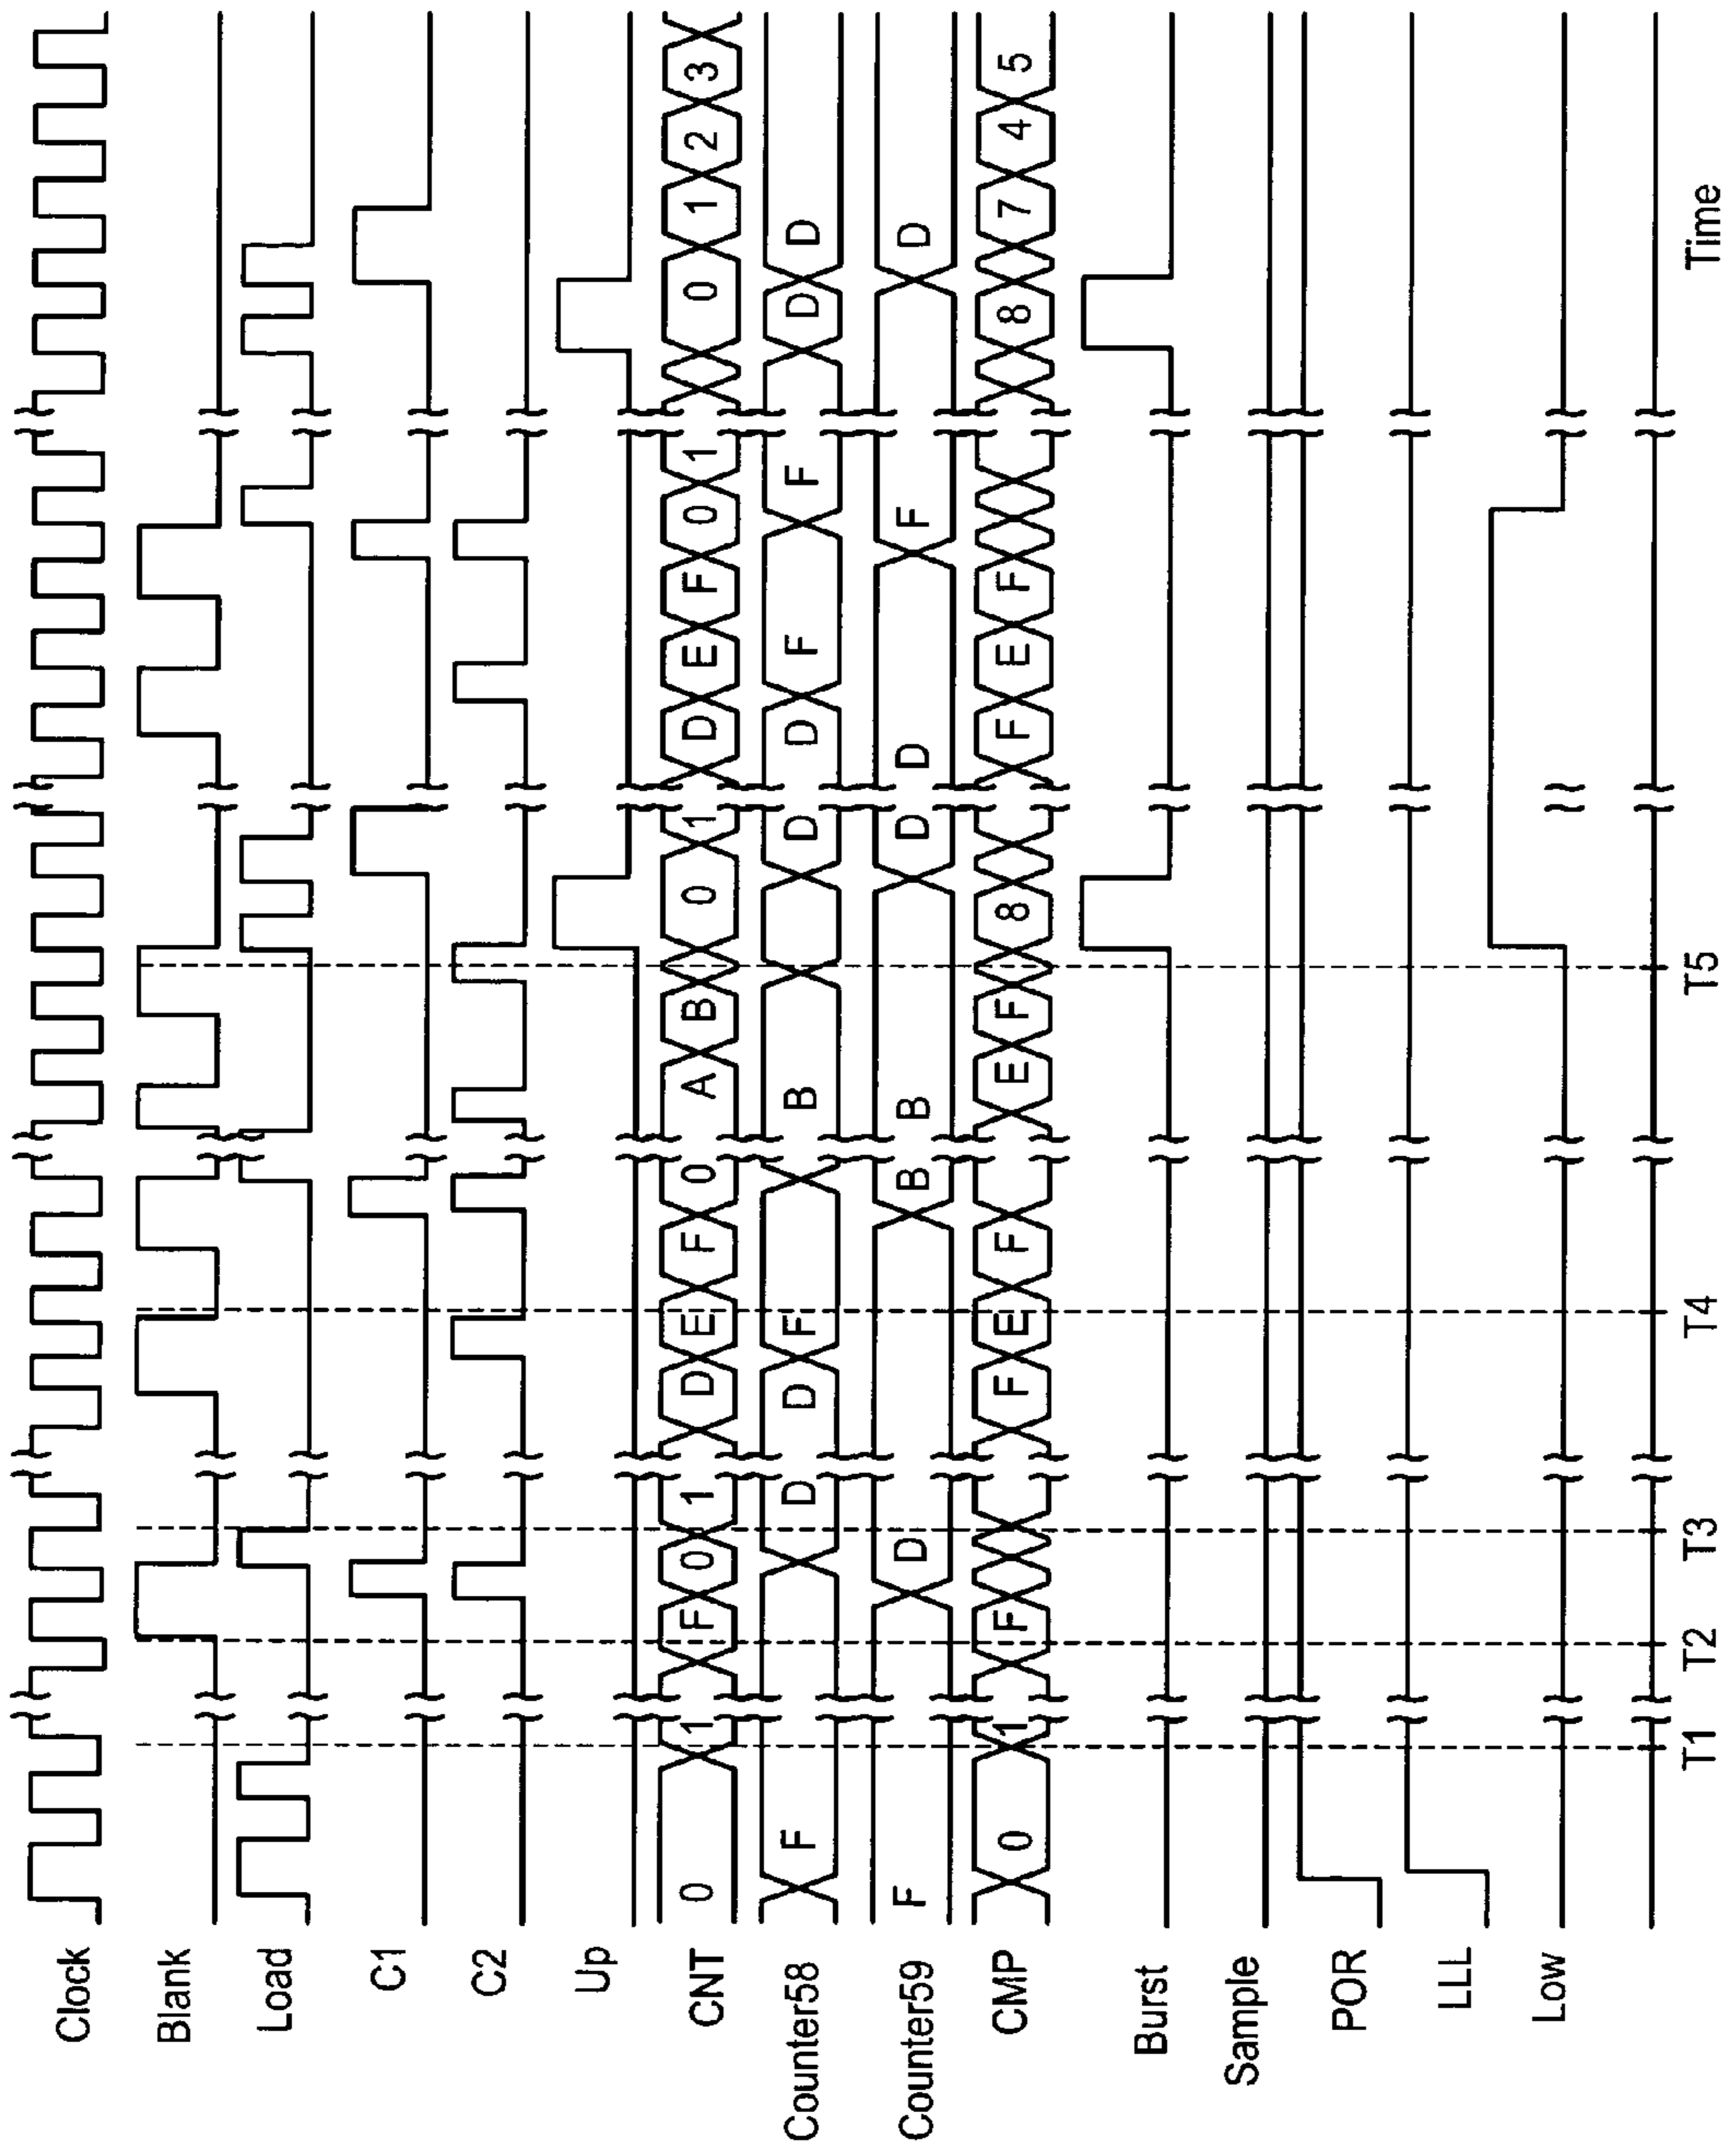 Clock
Blank
Load
C1
C2
Up
CNT 0 1 F 0 1 D E F 0 A B 0 1 D E F 0 1 0 1 2 3
Counter58 F D D F B D D F F D D
Counter59 F D B B D D F D
CMP 0 1 F F E F E F 8 F E F 8 7 4 5
Burst
Sample
POR
LLL
Low
T1 T2 T3 T4 T5 Time